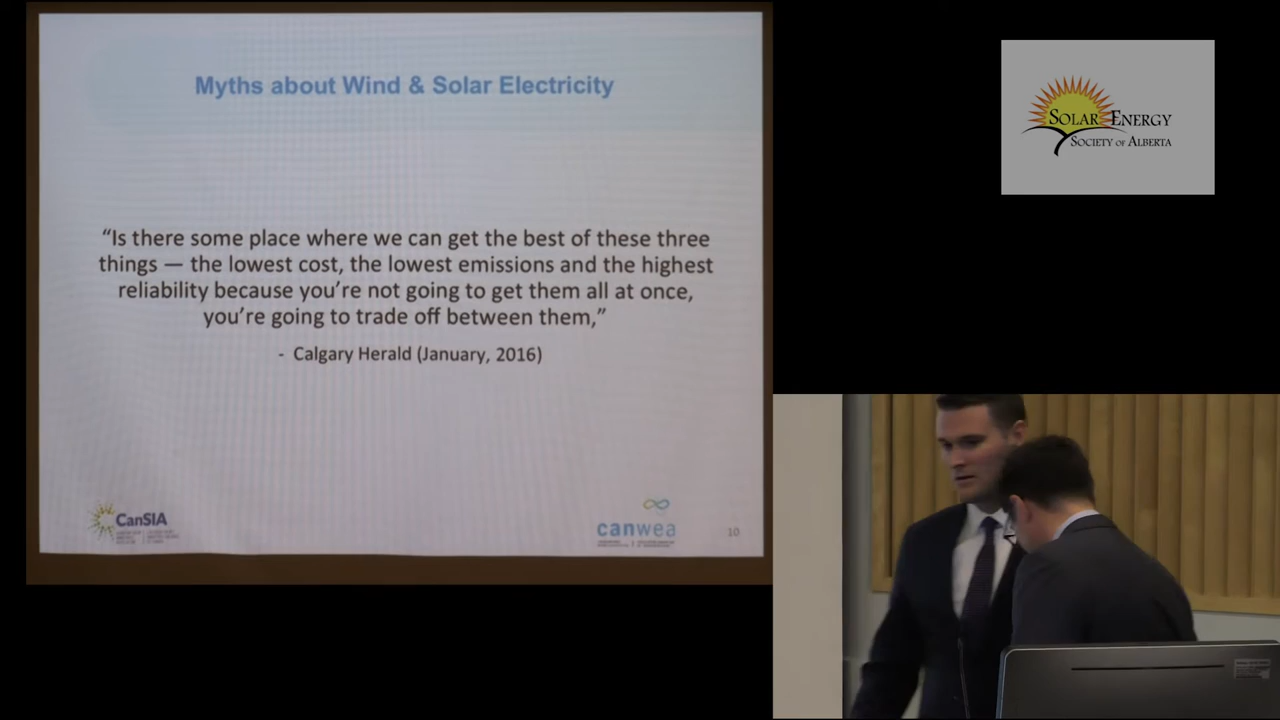 Myths about Wind & Solar Electricity
“Is there some place where we can get the best of these three
things — the lowest cost, the lowest emissions and the highest
reliability because you’re not going to get them all at once,
you’re going to trade off between them,”
- Calgary Herald (January, 2016)
CanSIA
canwea
10
SOLAR ENERGY
SOCIETY OF ALBERTA